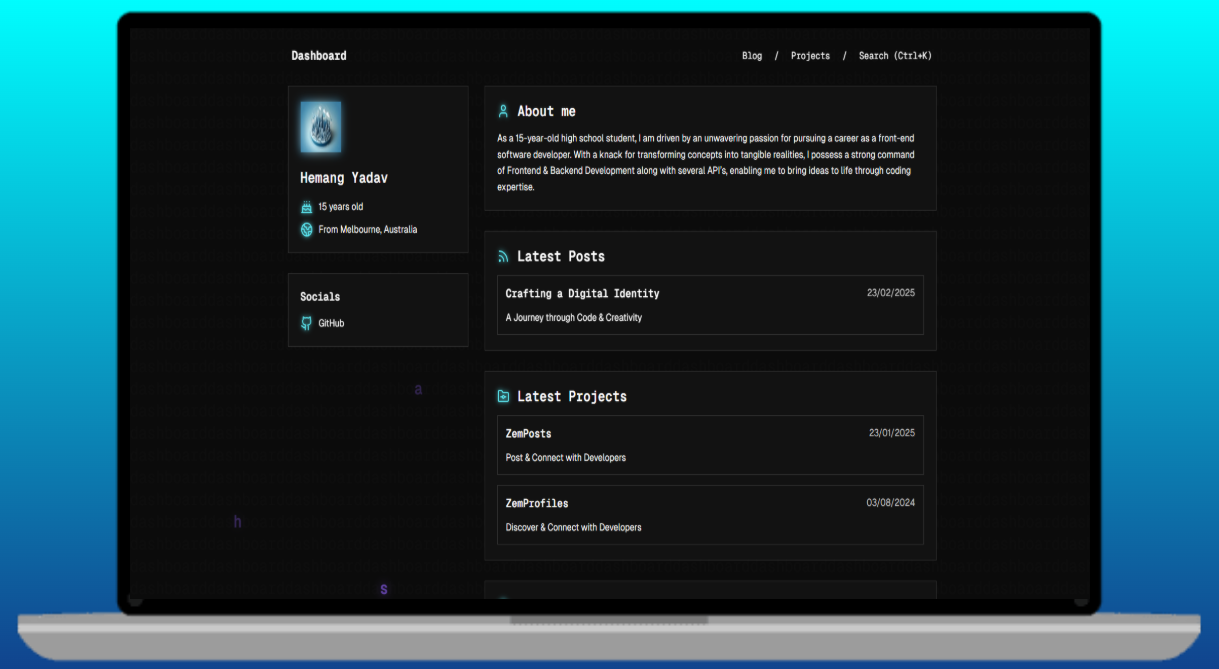 Dashboard
Blog / Projects / Search (Ctrl+K)
Hemang Yadav
15 years old
From Melbourne, Australia
Socials
GitHub
About me
As a 15-year-old high school student, I am driven by an unwavering passion for pursuing a career as a front-end
software developer. With a knack for transforming concepts into tangible realities, I possess a strong command
of Frontend & Backend Development along with several API's, enabling me to bring ideas to life through coding
expertise.
Latest Posts
Crafting a Digital Identity 23/02/2025
A Journey through Code & Creativity
Latest Projects
ZemPosts 23/01/2025
Post & Connect with Developers
ZemProfiles 03/08/2024
Discover & Connect with Developers
a
h
s